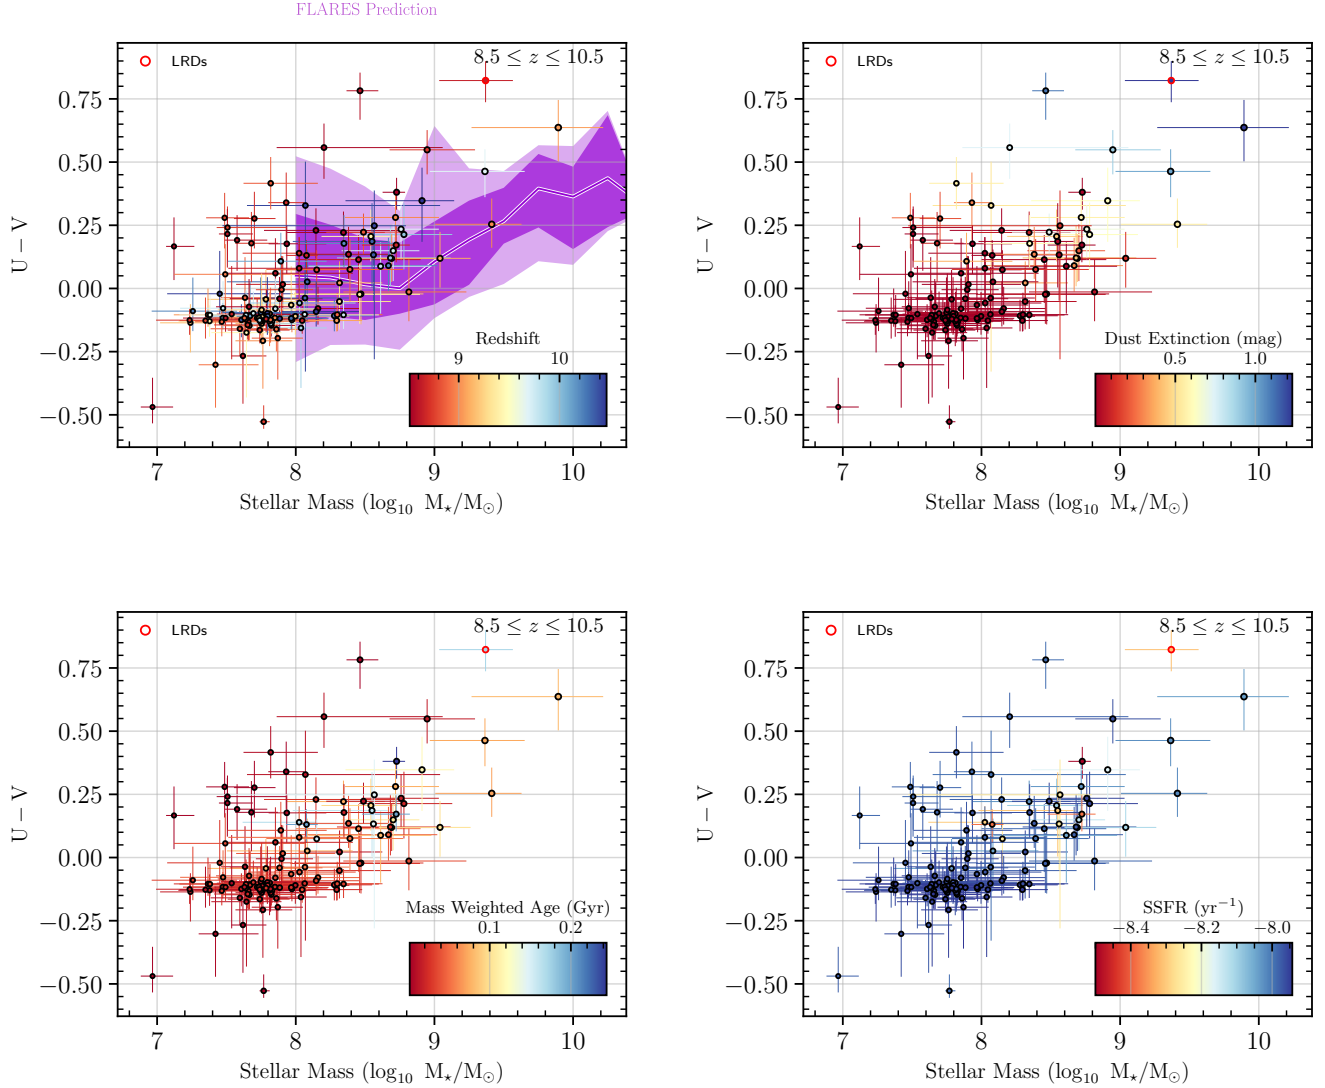 FLARES Prediction
LRDs
8.5 ≤ z ≤ 10.5
0.75
0.50
0.25
0.00
−0.25
−0.50
U − V
Redshift
9 10
7 8 9 10
Stellar Mass (log₁₀ M⋆/M⊙)
LRDs
8.5 ≤ z ≤ 10.5
0.75
0.50
0.25
0.00
−0.25
−0.50
U − V
Dust Extinction (mag)
0.5 1.0
7 8 9 10
Stellar Mass (log₁₀ M⋆/M⊙)
LRDs
8.5 ≤ z ≤ 10.5
0.75
0.50
0.25
0.00
−0.25
−0.50
U − V
Mass Weighted Age (Gyr)
0.1 0.2
7 8 9 10
Stellar Mass (log₁₀ M⋆/M⊙)
LRDs
8.5 ≤ z ≤ 10.5
0.75
0.50
0.25
0.00
−0.25
−0.50
U − V
SSFR (yr⁻¹)
−8.4 −8.2 −8.0
7 8 9 10
Stellar Mass (log₁₀ M⋆/M⊙)